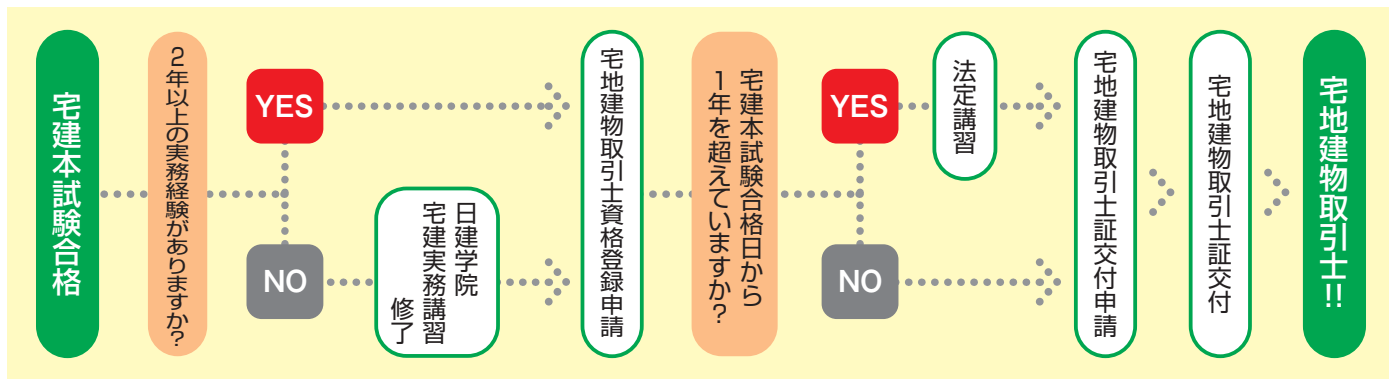 宅建本試験合格
2年以上の実務経験がありますか?
YES
NO
日建学院
宅建実務講習
修了
宅地建物取引士資格登録申請
宅建本試験合格日から
1年を超えていますか?
YES
法定講習
NO
宅地建物取引士証交付申請
宅地建物取引士証交付
宅地建物取引士!!